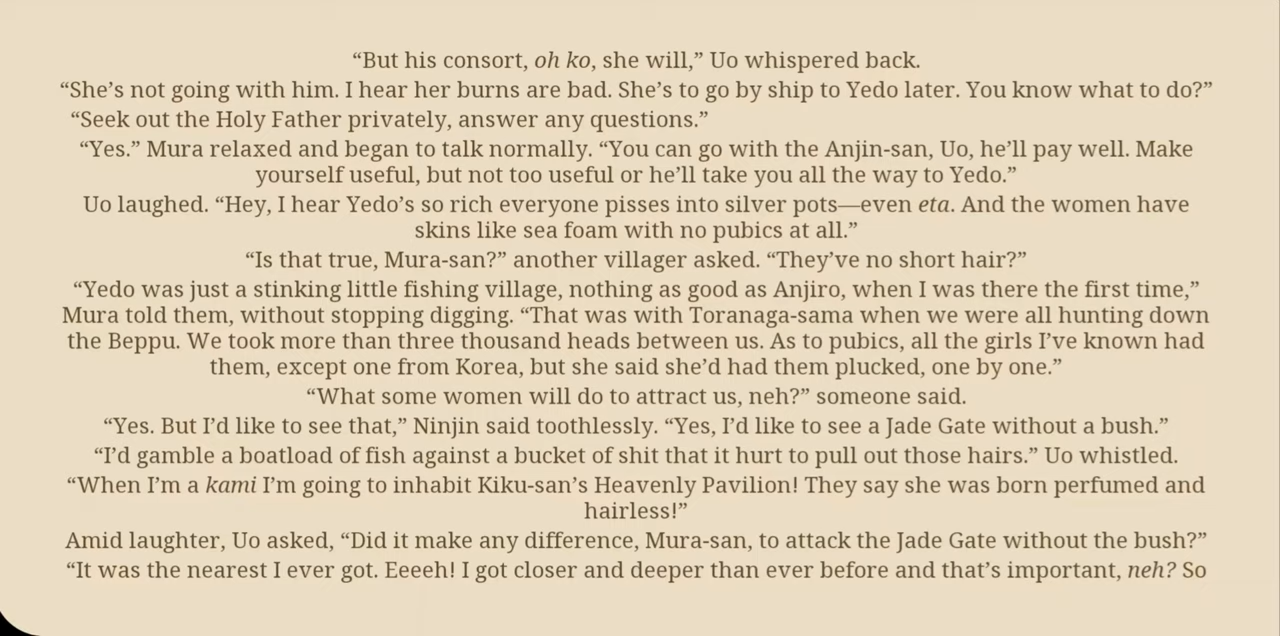 “But his consort, oh ko, she will,” Uo whispered back.
“She’s not going with him. I hear her burns are bad. She’s to go by ship to Yedo later. You know what to do?”
“Seek out the Holy Father privately, answer any questions.”
“Yes.” Mura relaxed and began to talk normally. “You can go with the Anjin-san, Uo, he’ll pay well. Make
yourself useful, but not too useful or he’ll take you all the way to Yedo.”
Uo laughed. “Hey, I hear Yedo’s so rich everyone pisses into silver pots—even eta. And the women have
skins like sea foam with no pubics at all.”
“Is that true, Mura-san?” another villager asked. “They’ve no short hair?”
“Yedo was just a stinking little fishing village, nothing as good as Anjiro, when I was there the first time,”
Mura told them, without stopping digging. “That was with Toranaga-sama when we were all hunting down
the Beppu. We took more than three thousand heads between us. As to pubics, all the girls I’ve known had
them, except one from Korea, but she said she’d had them plucked, one by one.”
“What some women will do to attract us, neh?” someone said.
“Yes. But I’d like to see that,” Ninjin said toothlessly. “Yes, I’d like to see a Jade Gate without a bush.”
“I’d gamble a boatload of fish against a bucket of shit that it hurt to pull out those hairs.” Uo whistled.
“When I’m a kami I’m going to inhabit Kiku-san’s Heavenly Pavilion! They say she was born perfumed and
hairless!”
Amid laughter, Uo asked, “Did it make any difference, Mura-san, to attack the Jade Gate without the bush?”
“It was the nearest I ever got. Eeeeh! I got closer and deeper than ever before and that’s important, neh? So